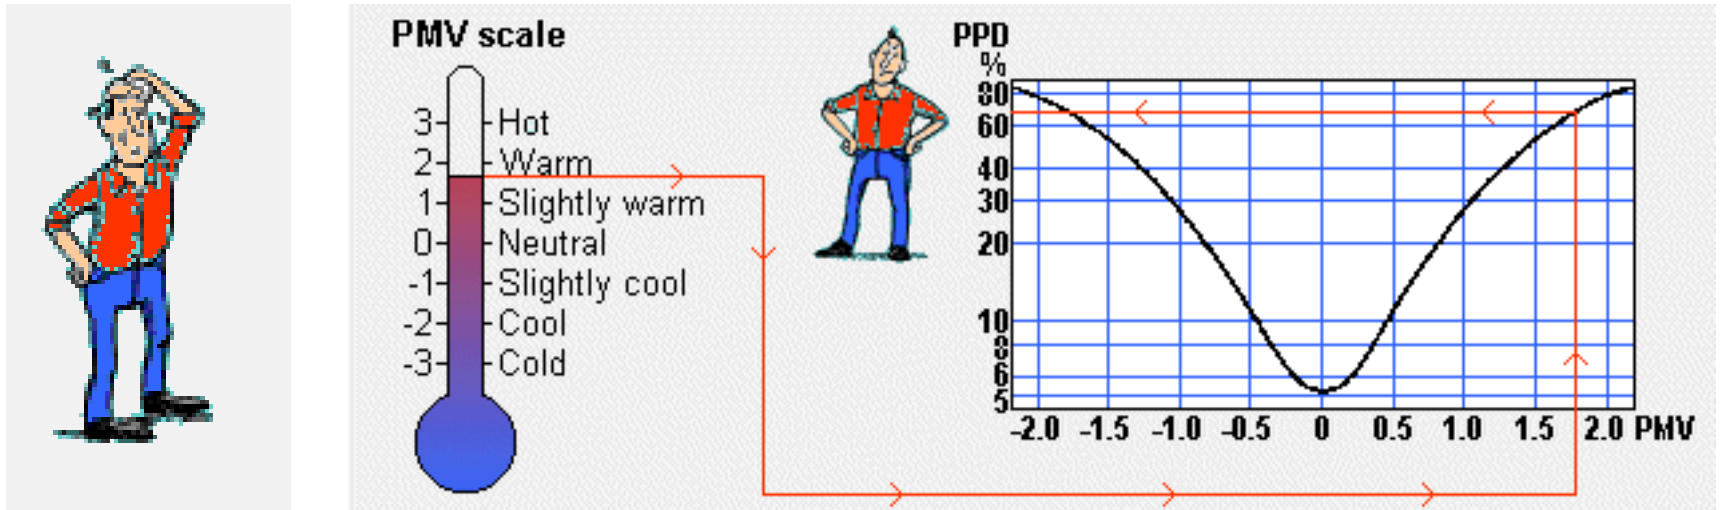 PMV scale
3 Hot
2 Warm
1 Slightly warm
0 Neutral
-1 Slightly cool
-2 Cool
-3 Cold
PPD
%
80
60
40
30
20
10
8
6
5
-2.0 -1.5 -1.0 -0.5 0 0.5 1.0 1.5 2.0 PMV